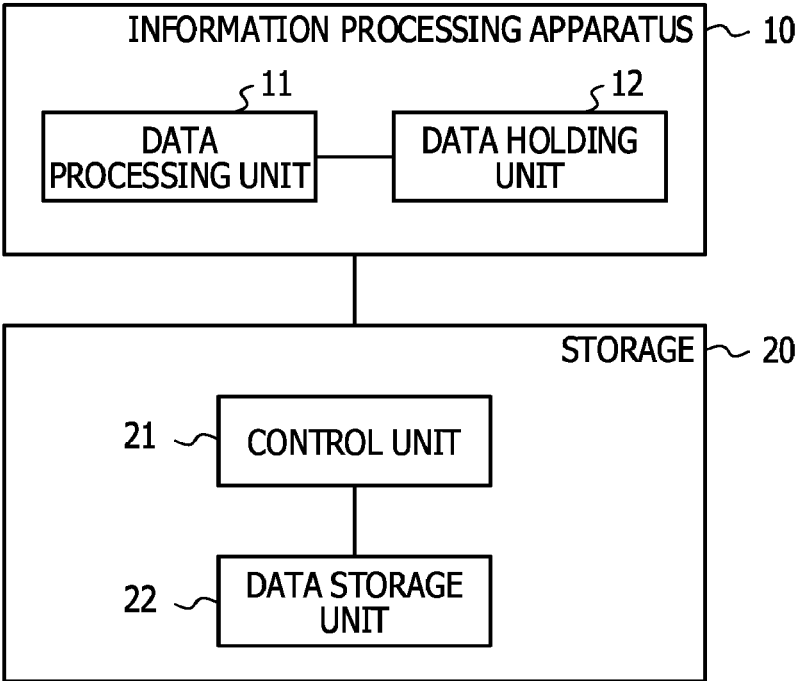 INFORMATION PROCESSING APPARATUS 10
11 12
DATA
PROCESSING UNIT
DATA HOLDING
UNIT
STORAGE 20
21 CONTROL UNIT
22 DATA STORAGE
UNIT